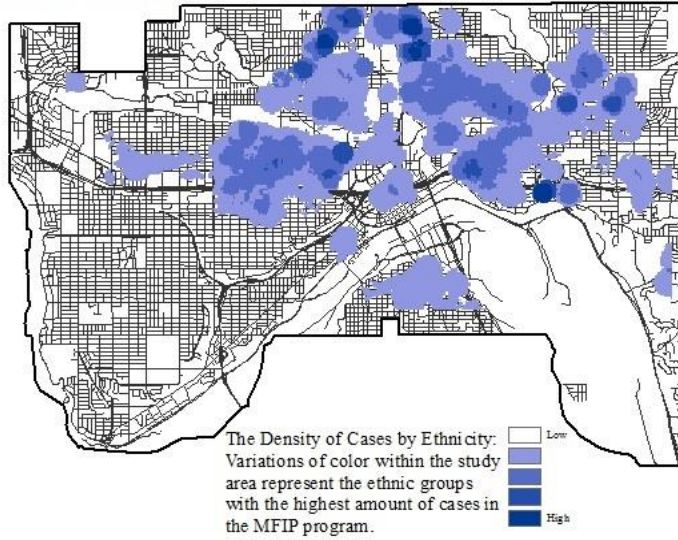 The Density of Cases by Ethnicity:
Variations of color within the study
area represent the ethnic groups
with the highest amount of cases in
the MFIP program.
Low
High